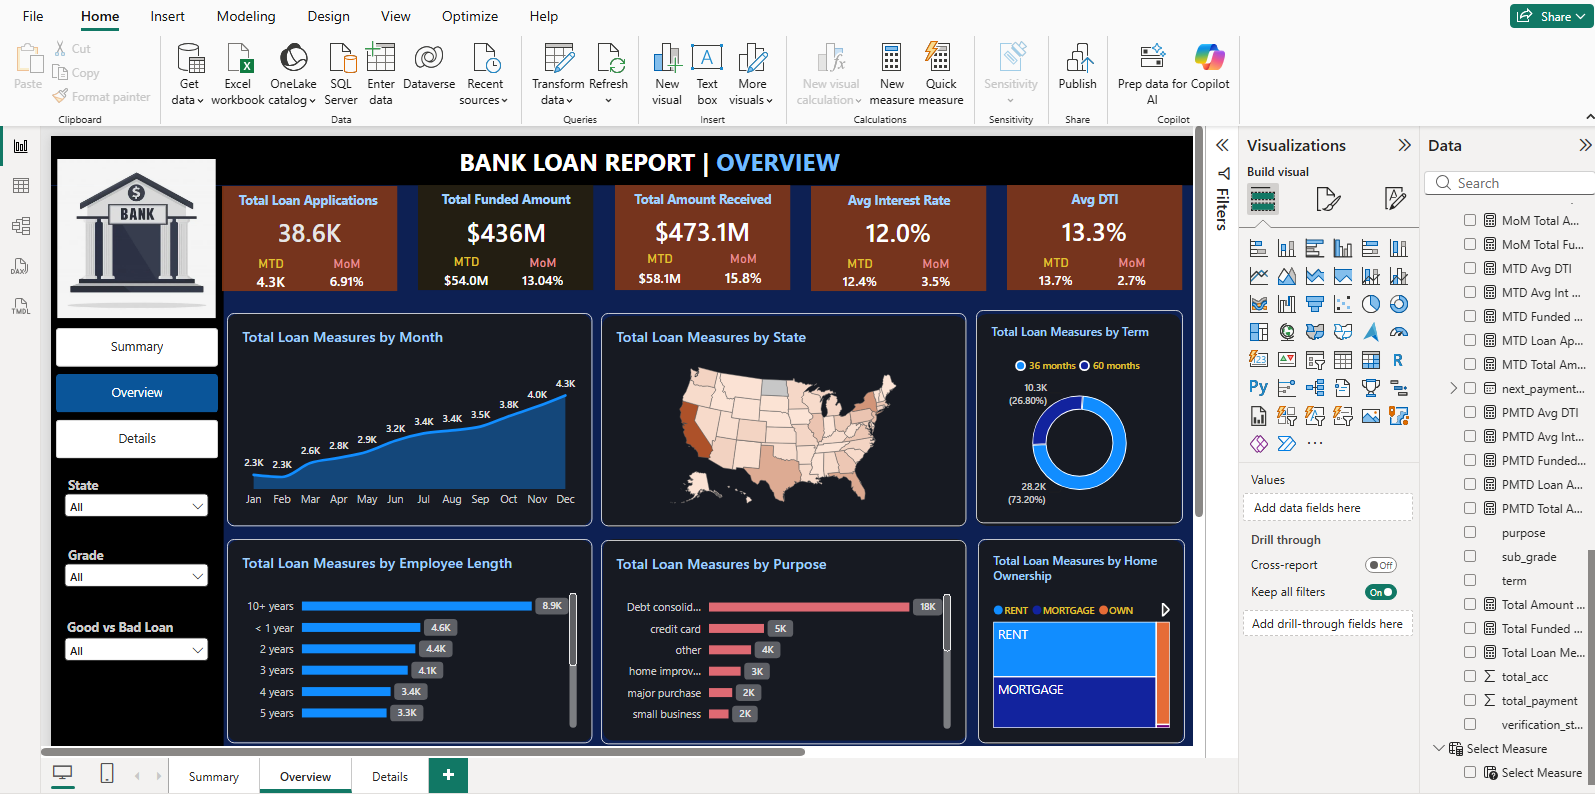 File Home Insert Modeling Design View Optimize Help
Share
Paste
Cut
Copy
Format painter
Clipboard
Get data
Excel workbook
OneLake catalog
SQL Server
Enter data
Dataverse
Recent sources
Data
Transform data
Refresh
Queries
New visual
Text box
More visuals
Insert
New visual calculation
New measure
Quick measure
Calculations
Sensitivity
Sensitivity
Publish
Share
Prep data for AI
Copilot
Copilot
BANK LOAN REPORT | OVERVIEW
BANK
Total Loan Applications
38.6K
MTD MoM
4.3K 6.91%
Total Funded Amount
$436M
MTD MoM
$54.0M 13.04%
Total Amount Received
$473.1M
MTD MoM
$58.1M 15.8%
Avg Interest Rate
12.0%
MTD MoM
12.4% 3.5%
Avg DTI
13.3%
MTD MoM
13.7% 2.7%
Summary
Overview
Details
State
All
Grade
All
Good vs Bad Loan
All
Total Loan Measures by Month
2.3K 2.3K 2.6K 2.8K 2.9K 3.2K 3.4K 3.4K 3.5K 3.8K 4.0K 4.3K
Jan Feb Mar Apr May Jun Jul Aug Sep Oct Nov Dec
Total Loan Measures by State
Total Loan Measures by Term
36 months 60 months
10.3K
(26.80%)
28.2K
(73.20%)
Total Loan Measures by Employee Length
10+ years 8.9K
< 1 year 4.6K
2 years 4.4K
3 years 4.1K
4 years 3.4K
5 years 3.3K
Total Loan Measures by Purpose
Debt consolid... 18K
credit card 5K
other 4K
home improv... 3K
major purchase 2K
small business 2K
Total Loan Measures by Home
Ownership
RENT MORTGAGE OWN
RENT
MORTGAGE
Summary Overview Details +
Filters
Visualizations
Build visual
123
R
Py
...
Values
Add data fields here
Drill through
Cross-report Off
Keep all filters On
Add drill-through fields here
Data
Search
MoM Total A...
MoM Total Fu...
MTD Avg DTI
MTD Avg Int ...
MTD Funded ...
MTD Loan Ap...
MTD Total Am...
next_payment...
PMTD Avg DTI
PMTD Avg Int...
PMTD Funded...
PMTD Loan A...
PMTD Total A...
purpose
sub_grade
term
Total Amount ...
Total Funded ...
Total Loan Me...
total_acc
total_payment
verification_st...
Select Measure
Select Measure
DAX
TMDL